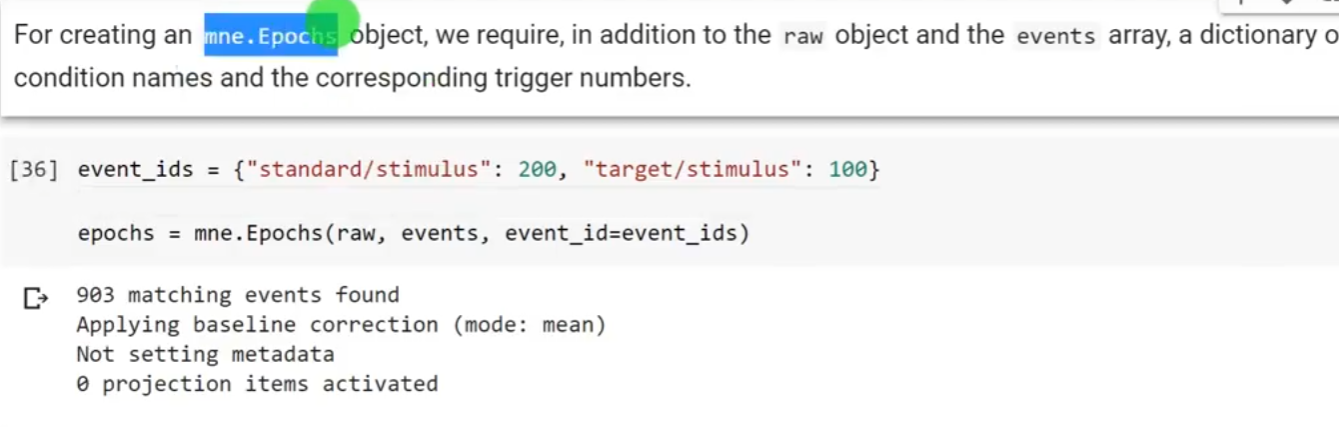 For creating an mne.Epochs object, we require, in addition to the raw object and the events array, a dictionary o
condition names and the corresponding trigger numbers.
[36] event_ids = {"standard/stimulus": 200, "target/stimulus": 100}
epochs = mne.Epochs(raw, events, event_id=event_ids)
903 matching events found
Applying baseline correction (mode: mean)
Not setting metadata
0 projection items activated